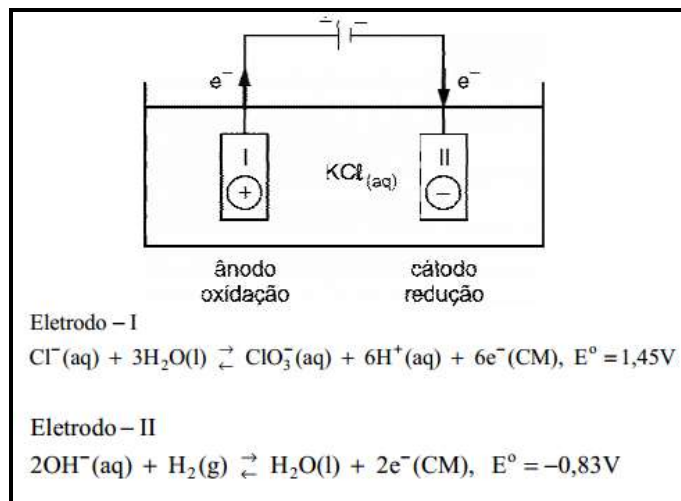 + −
e⁻ e⁻
I KCℓ(aq) II
+ −
ânodo cátodo
oxidação redução
Eletrodo – I
Cl⁻(aq) + 3H₂O(l) ⇄ ClO₃⁻(aq) + 6H⁺(aq) + 6e⁻(CM), E° = 1,45V
Eletrodo – II
2OH⁻(aq) + H₂(g) ⇄ H₂O(l) + 2e⁻(CM), E° = −0,83V